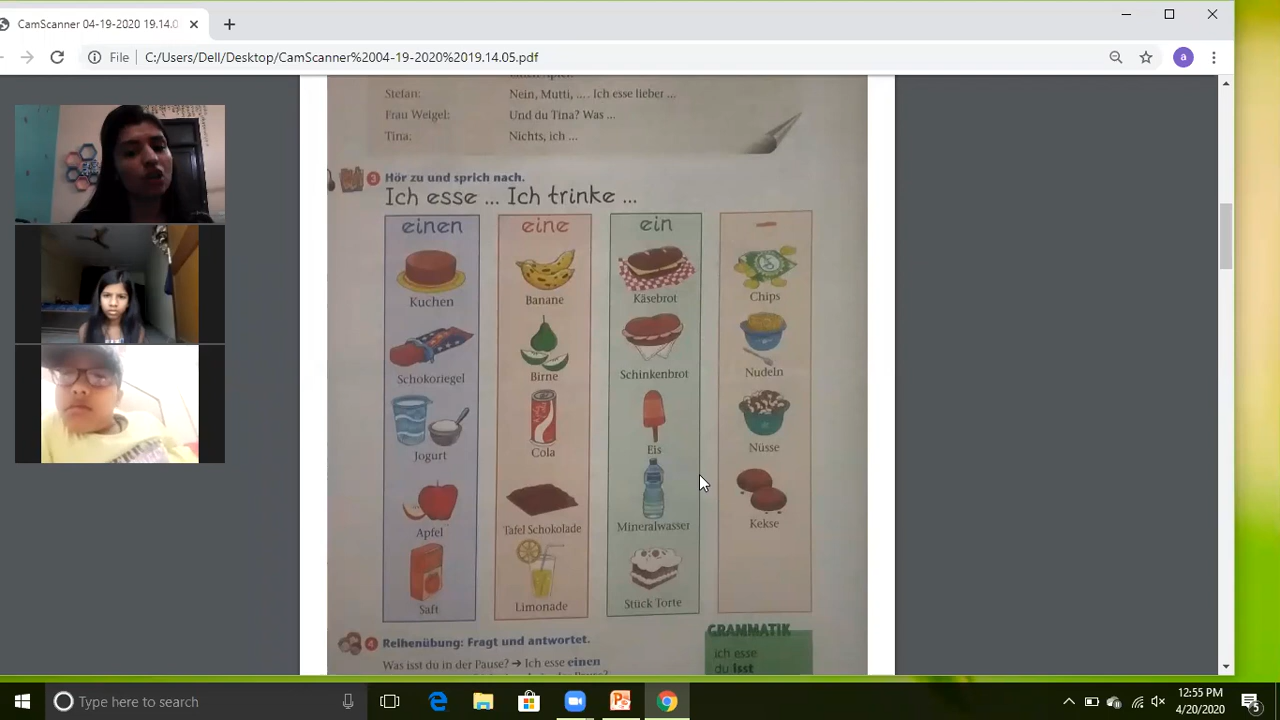 CamScanner 04-19-2020 19.14.0
File
C:/Users/Dell/Desktop/CamScanner%2004-19-2020%2019.14.05.pdf
a
Stefan: Nein, Mutti, .... Ich esse lieber ...
Frau Weigel: Und du Tina? Was ...
Tina: Nichts, ich ...
3 Hör zu und sprich nach.
Ich esse ... Ich trinke ...
einen eine ein -
Kuchen Banane Käsebrot Chips
Schokoriegel Birne Schinkenbrot Nudeln
Jogurt Cola Eis Nüsse
Apfel Tafel Schokolade Mineralwasser Kekse
Saft Limonade Stück Torte
4 Reihenübung: Fragt und antwortet.
Was isst du in der Pause? → Ich esse einen
GRAMMATIK
ich esse
du isst
Type here to search
12:55 PM
4/20/2020
5